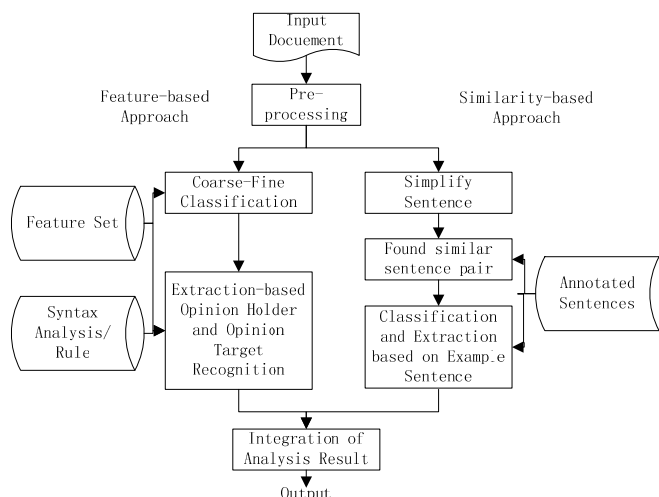 Input
Docuement
Feature-based
Approach
Pre-
processing
Similarity-based
Approach
Coarse-Fine
Classification
Simplify
Sentence
Feature Set
Found similar
sentence pair
Annotated
Sentences
Extraction-based
Opinion Holder
and Opinion
Target
Recognition
Syntax
Analysis/
Rule
Classification
and Extraction
based on Example
Sentence
Integration of
Analysis Result
Output